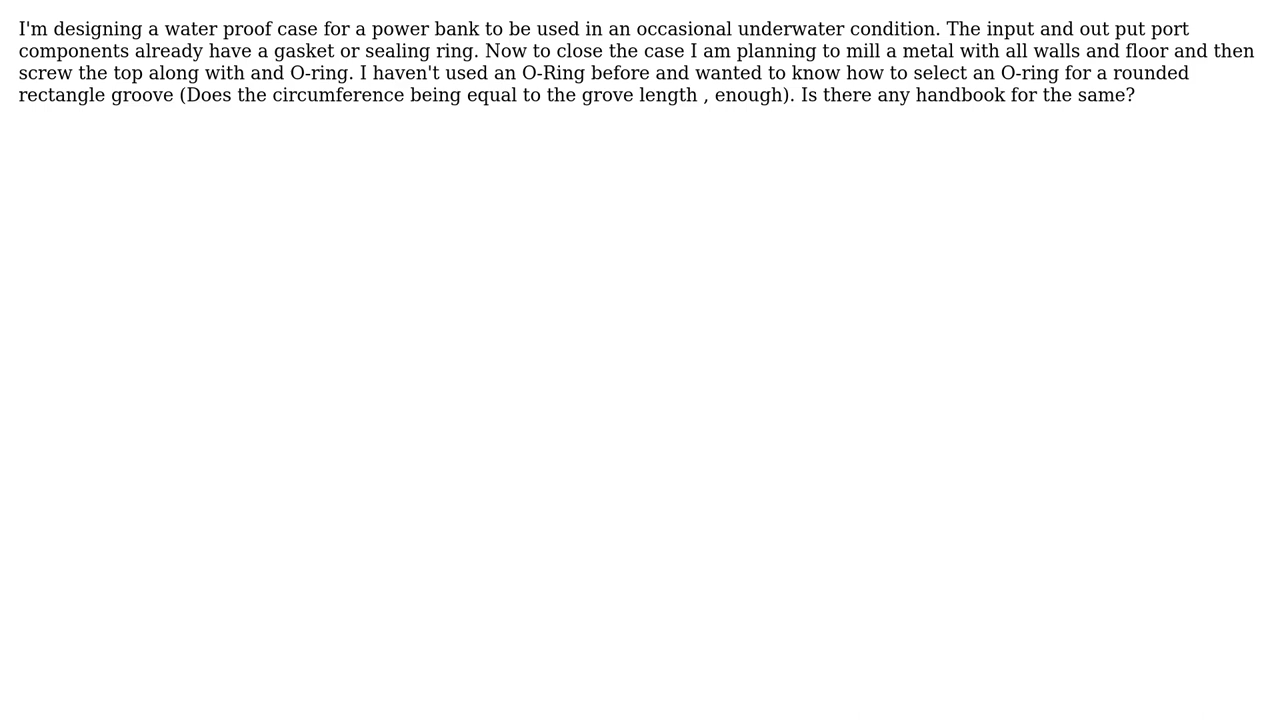 I'm designing a water proof case for a power bank to be used in an occasional underwater condition. The input and out put port
components already have a gasket or sealing ring. Now to close the case I am planning to mill a metal with all walls and floor and then
screw the top along with and O-ring. I haven't used an O-Ring before and wanted to know how to select an O-ring for a rounded
rectangle groove (Does the circumference being equal to the grove length , enough). Is there any handbook for the same?